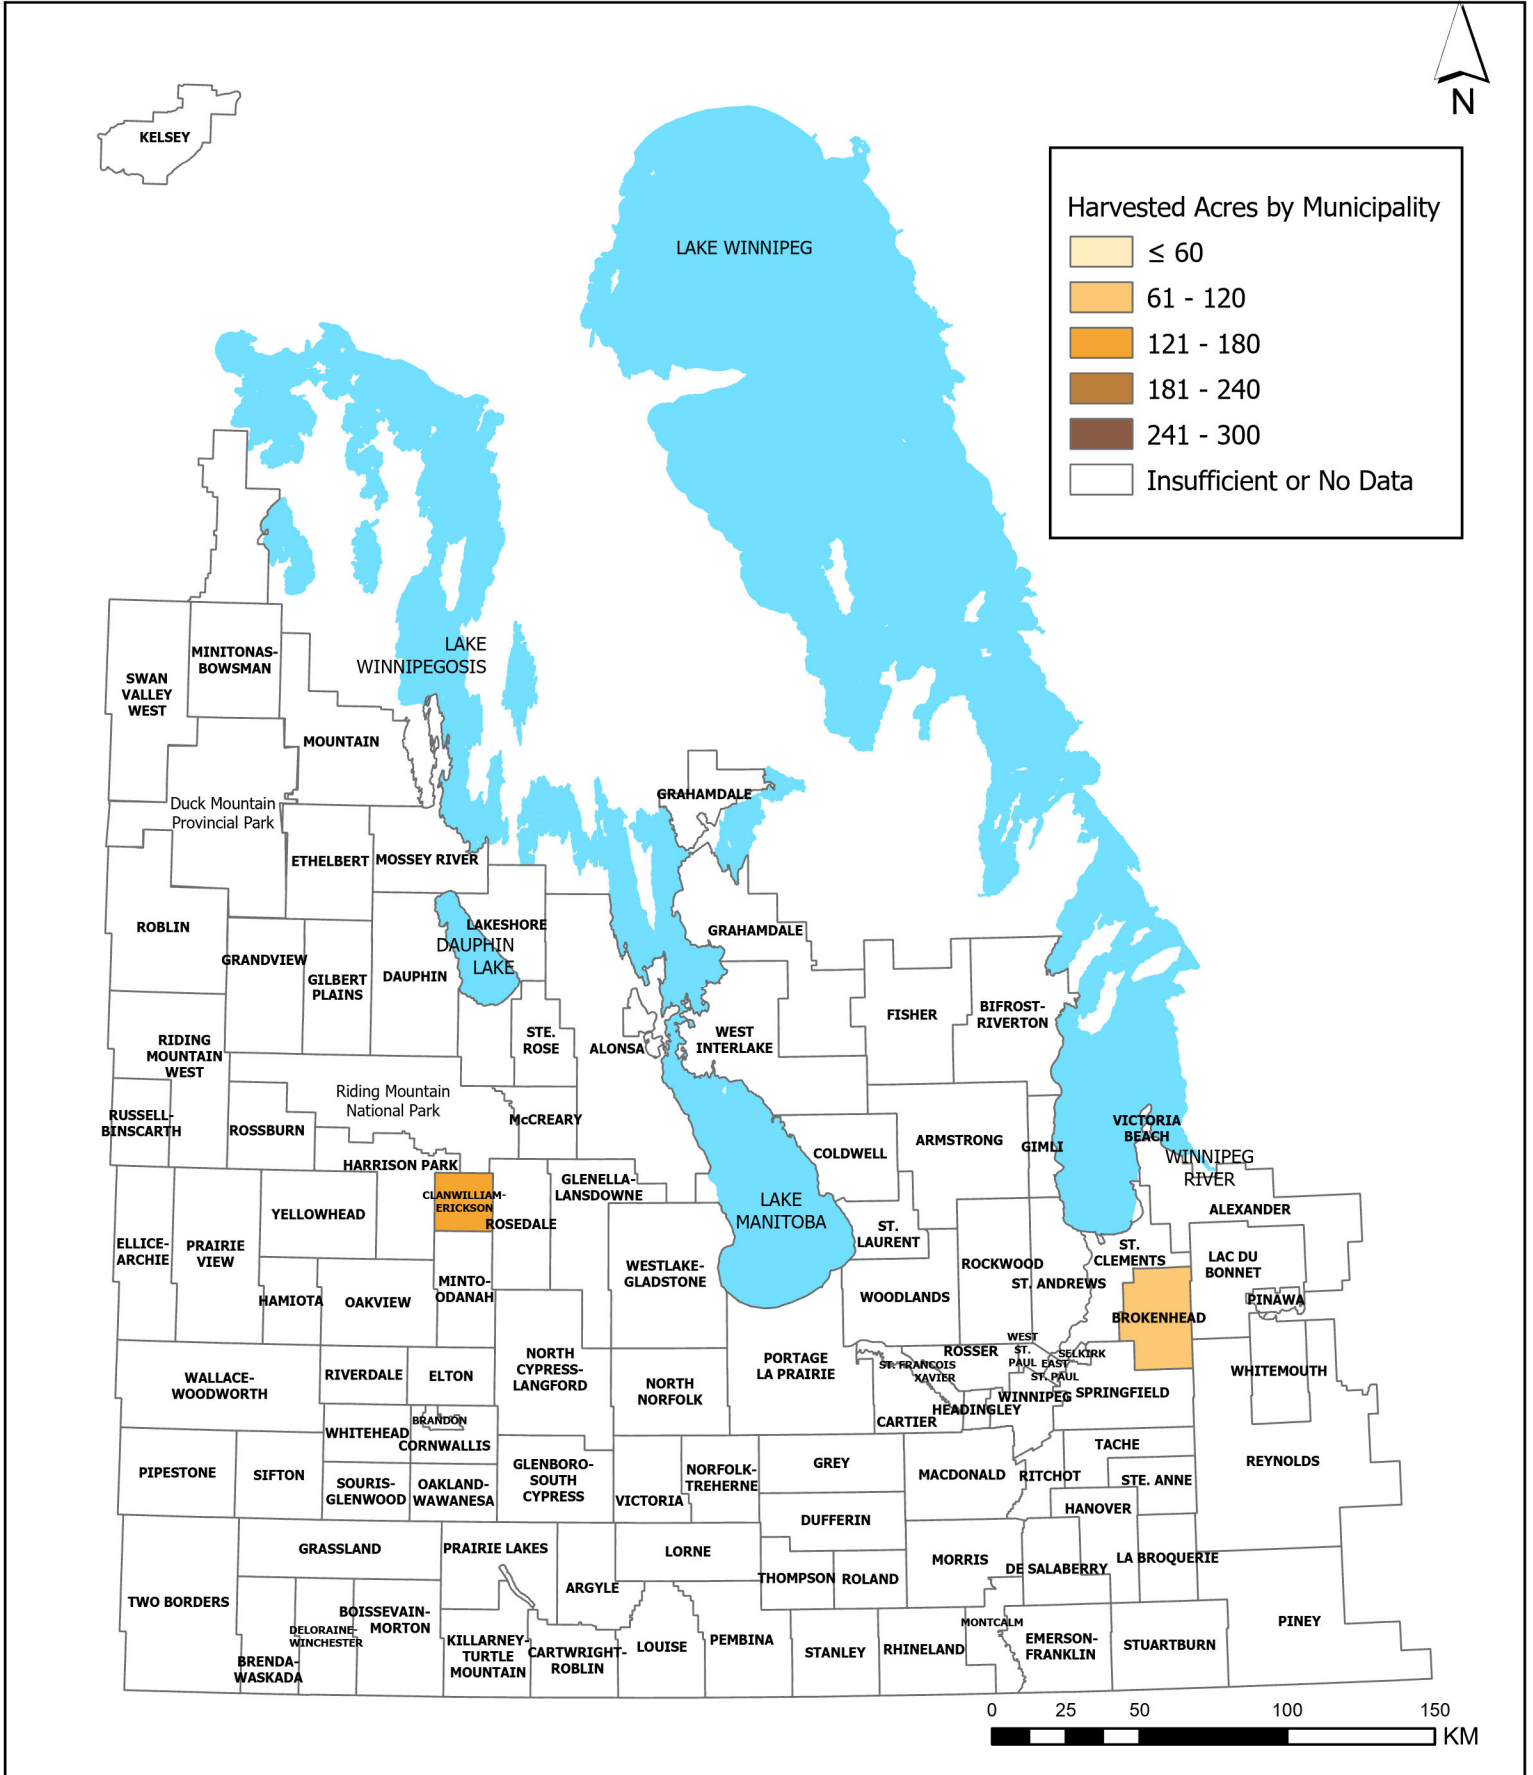 N
KELSEY
LAKE WINNIPEG
Harvested Acres by Municipality
≤ 60
61 - 120
121 - 180
181 - 240
241 - 300
Insufficient or No Data
LAKE
WINNIPEGOSIS
MINITONAS-
BOWSMAN
SWAN
VALLEY
WEST
MOUNTAIN
GRAHAMDALE
Duck Mountain
Provincial Park
ETHELBERT
MOSSEY RIVER
ROBLIN
LAKESHORE
GRAHAMDALE
DAUPHIN
LAKE
GRANDVIEW
GILBERT
PLAINS
DAUPHIN
FISHER
BIFROST-
RIVERTON
RIDING
MOUNTAIN
WEST
STE.
ROSE
ALONSA
WEST
INTERLAKE
Riding Mountain
National Park
RUSSELL-
BINSCARTH
ROSSBURN
McCREARY
VICTORIA
BEACH
ARMSTRONG
GIMLI
COLDWELL
WINNIPEG
RIVER
HARRISON PARK
CLANWILLIAM-
ERICKSON
GLENELLA-
LANSDOWNE
LAKE
MANITOBA
ALEXANDER
YELLOWHEAD
ROSEDALE
ST.
LAURENT
ELLICE-
ARCHIE
PRAIRIE
VIEW
ST.
CLEMENTS
LAC DU
BONNET
WESTLAKE-
GLADSTONE
ROCKWOOD
ST. ANDREWS
MINTO-
ODANAH
HAMIOTA
OAKVIEW
WOODLANDS
PINAWA
BROKENHEAD
WEST
ST.
PAUL
ROSSER
SELKIRK
EAST
ST. PAUL
ST. FRANCOIS
XAVIER
NORTH
CYPRESS-
LANGFORD
PORTAGE
LA PRAIRIE
WHITEMOUTH
RIVERDALE
ELTON
WALLACE-
WOODWORTH
NORTH
NORFOLK
WINNIPEG
SPRINGFIELD
HEADINGLEY
CARTIER
BRANDON
WHITEHEAD
CORNWALLIS
TACHE
PIPESTONE
SIFTON
GLENBORO-
SOUTH
CYPRESS
GREY
REYNOLDS
NORFOLK-
TREHERNE
MACDONALD
RITCHOT
STE. ANNE
SOURIS-
GLENWOOD
OAKLAND-
WAWANESA
VICTORIA
HANOVER
DUFFERIN
GRASSLAND
PRAIRIE LAKES
LORNE
MORRIS
DE SALABERRY
LA BROQUERIE
THOMPSON
ROLAND
ARGYLE
TWO BORDERS
BOISSEVAIN-
MORTON
DELORAINE-
WINCHESTER
MONTCALM
PINEY
KILLARNEY-
TURTLE
MOUNTAIN
CARTWRIGHT-
ROBLIN
LOUISE
PEMBINA
STANLEY
RHINELAND
EMERSON-
FRANKLIN
STUARTBURN
BRENDA-
WASKADA
0 25 50 100 150
KM